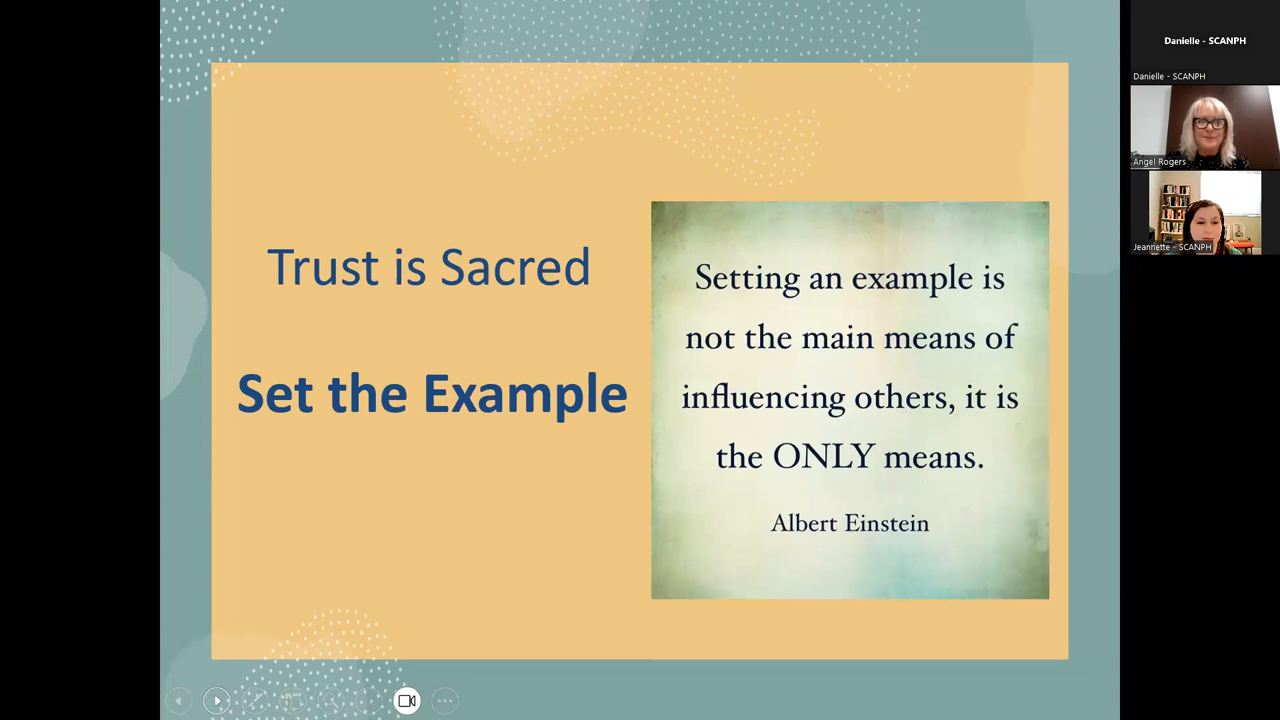 Trust is Sacred
Set the Example
Setting an example is
not the main means of
influencing others, it is
the ONLY means.
Albert Einstein
Danielle - SCANPH
Danielle - SCANPH
Angel Rogers
Jeannette - SCANPH